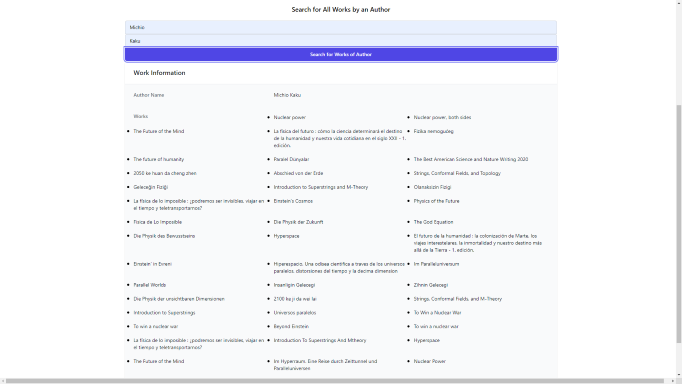 Search for All Works by an Author
Michio
Kaku
Search for Works of Author
Work Information
Author Name
Michio Kaku
Works
Nuclear power
Nuclear power, both sides
The Future of the Mind
La física del futuro : cómo la ciencia determinará el destino
de la humanidad y nuestra vida cotidiana en el siglo XXII - 1.
edición.
Fizika nemogućeg
The future of humanity
Paralel Dünyalar
The Best American Science and Nature Writing 2020
2050 ke huan da cheng zhen
Abschied von der Erde
Strings, Conformal Fields, and Topology
Geleceğin Fiziği
Introduction to Superstrings and M-Theory
Olanaksizin Fizigi
La física de lo imposible : ¿podremos ser invisibles, viajar en
el tiempo y teletransportarnos?
Einstein's Cosmos
Physics of the Future
Fisica de Lo Imposible
Die Physik der Zukunft
The God Equation
Die Physik des Bewusstseins
Hyperspace
El futuro de la humanidad : la colonización de Marte, los
viajes interestelares, la inmortalidad y nuestro destino más
allá de la Tierra - 1. edición.
Einstein' in Evreni
Hiperespacio. Una odisea científica a traves de los universos
paralelos, distorsiones del tiempo y la decima dimension
Im Paralleluniversum
Parallel Worlds
Insanligin Gelecegi
Zihnin Gelecegi
Die Physik der unsichtbaren Dimensionen
2100 ke ji da wei lai
Strings, Conformal Fields, and M-Theory
Introduction to Superstrings
Universos paralelos
To Win a Nuclear War
To win a nuclear war
Beyond Einstein
To win a nuclear war
La física de lo imposible : ¿podremos ser invisibles, viajar en
el tiempo y teletransportarnos?
Introduction To Superstrings And Mtheory
Hyperspace
The Future of the Mind
Im Hyperraum. Eine Reise durch Zeittunnel und
Paralleluniversen
Nuclear Power